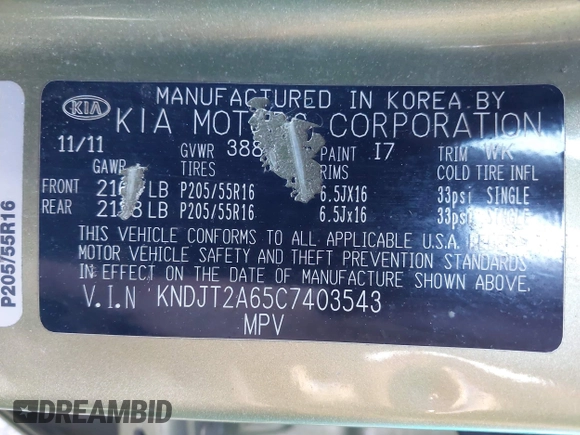 KIA
MANUFACTURED IN KOREA BY
KIA CORPORATION
11/11 GVWR PAINT I7 TRIM WK
GAWR TIRES RIMS COLD TIRE INFL
FRONT LB P205/55R16 6.5JX16 33psi SINGLE
REAR LB P205/55R16 6.5Jx16 33psi SINGLE
THIS VEHICLE CONFORMS TO ALL APPLICABLE U.S.A.
MOTOR VEHICLE SAFETY AND THEFT PREVENTION STANDARDS
IN EFFECT ON THE DATE OF MANUFACTURE SHOWN ABOVE.
V.I.N KNDJT2A65C7403543
MPV
P205/55R16
DREAMBID